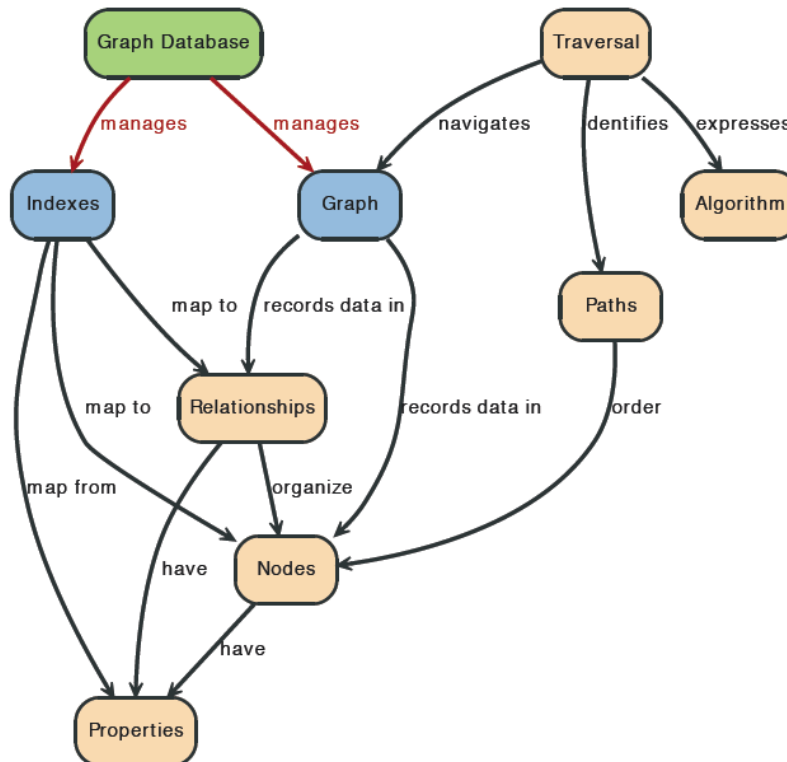 Graph Database
Traversal
manages
manages
navigates
identifies
expresses
Indexes
Graph
Algorithm
map to
records data in
Paths
Relationships
map to
records data in
order
map from
organize
have
Nodes
have
Properties